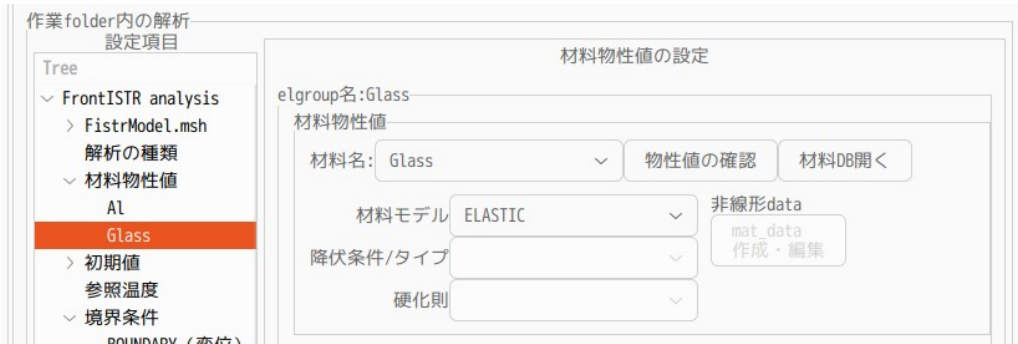 作業folder内の解析
設定項目
Tree
FrontISTR analysis
FistrModel.msh
解析の種類
材料物性値
Al
Glass
初期値
参照温度
境界条件
BOUNDARY (変位)
材料物性値の設定
elgroup名:Glass
材料物性値
材料名: Glass 物性値の確認 材料DB開く
材料モデル ELASTIC
非線形data
mat_data
作成・編集
降伏条件/タイプ
硬化則